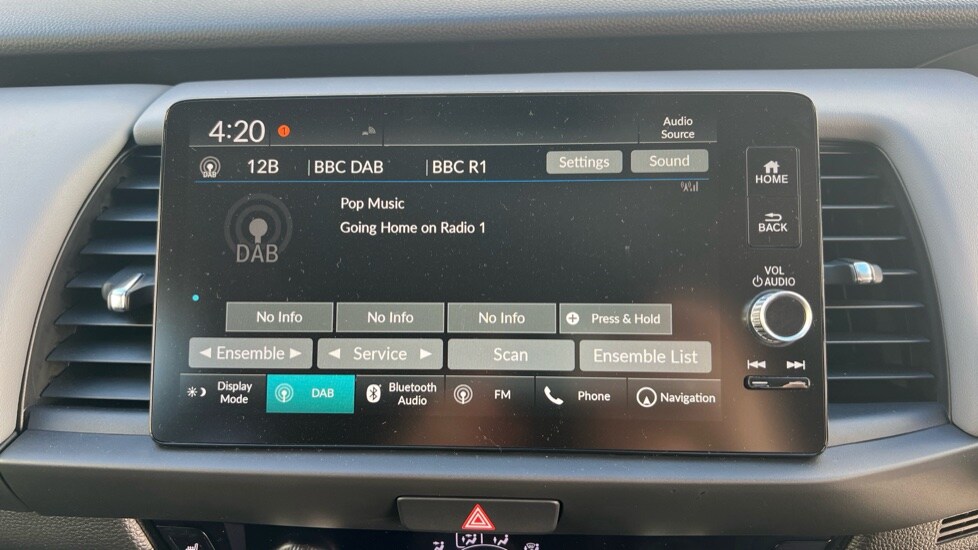 4:20 1 Audio
Source
DAB 12B BBC DAB BBC R1 Settings Sound
Pop Music
Going Home on Radio 1
DAB
HOME
BACK
VOL
AUDIO
No Info No Info No Info + Press & Hold
Ensemble Service Scan Ensemble List
Display
Mode
DAB
Bluetooth
Audio
FM
Phone
Navigation